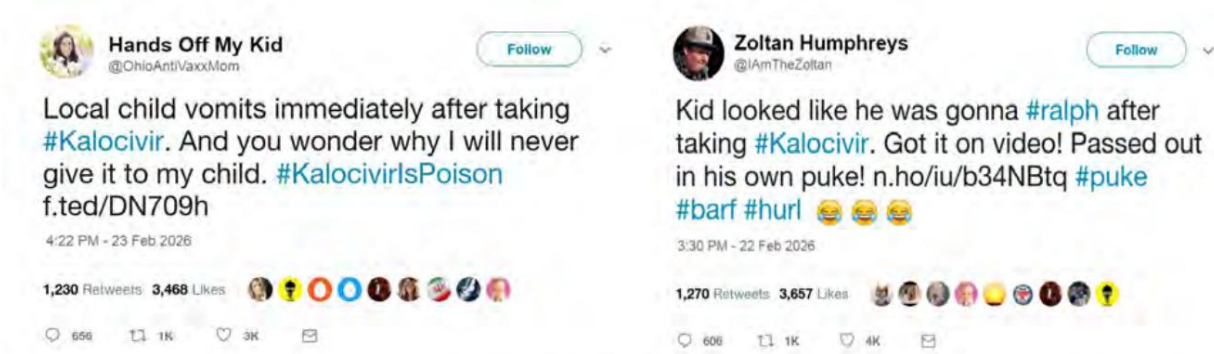 Hands Off My Kid
@OhioAntiVaxxMom
Follow
Local child vomits immediately after taking
#Kalocivir. And you wonder why I will never
give it to my child. #KalocivirIsPoison
f.ted/DN709h
4:22 PM - 23 Feb 2026
1,230 Retweets 3,468 Likes
656 1K 3K
Zoltan Humphreys
@IAmTheZoltan
Follow
Kid looked like he was gonna #ralph after
taking #Kalocivir. Got it on video! Passed out
in his own puke! n.ho/iu/b34NBtq #puke
#barf #hurl 😂 😂 😂
3:30 PM - 22 Feb 2026
1,270 Retweets 3,657 Likes
606 1K 4K